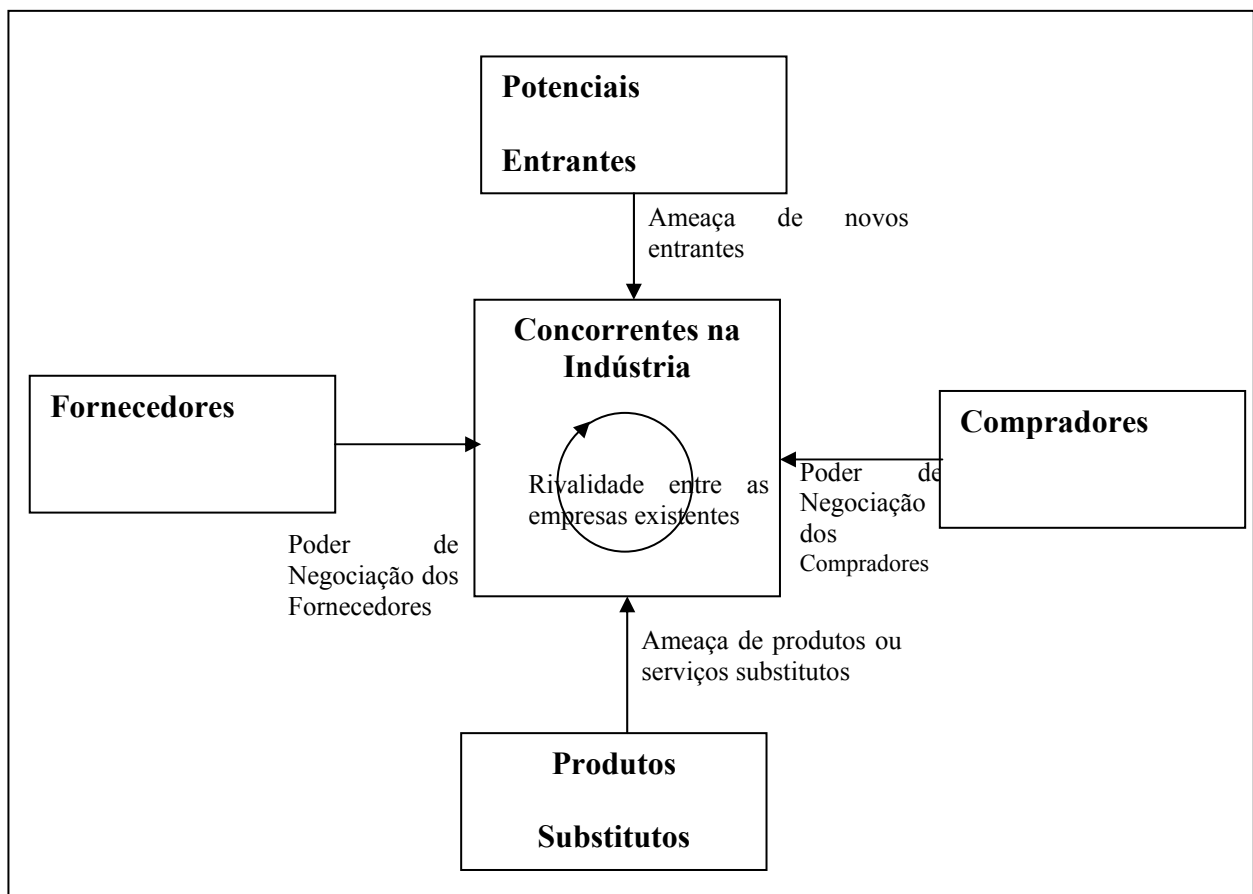 Potenciais
Entrantes
Ameaça de novos
entrantes
Concorrentes na
Indústria
Rivalidade entre as
empresas existentes
Fornecedores
Poder de
Negociação dos
Fornecedores
Compradores
Poder de
Negociação
dos
Compradores
Ameaça de produtos ou
serviços substitutos
Produtos
Substitutos